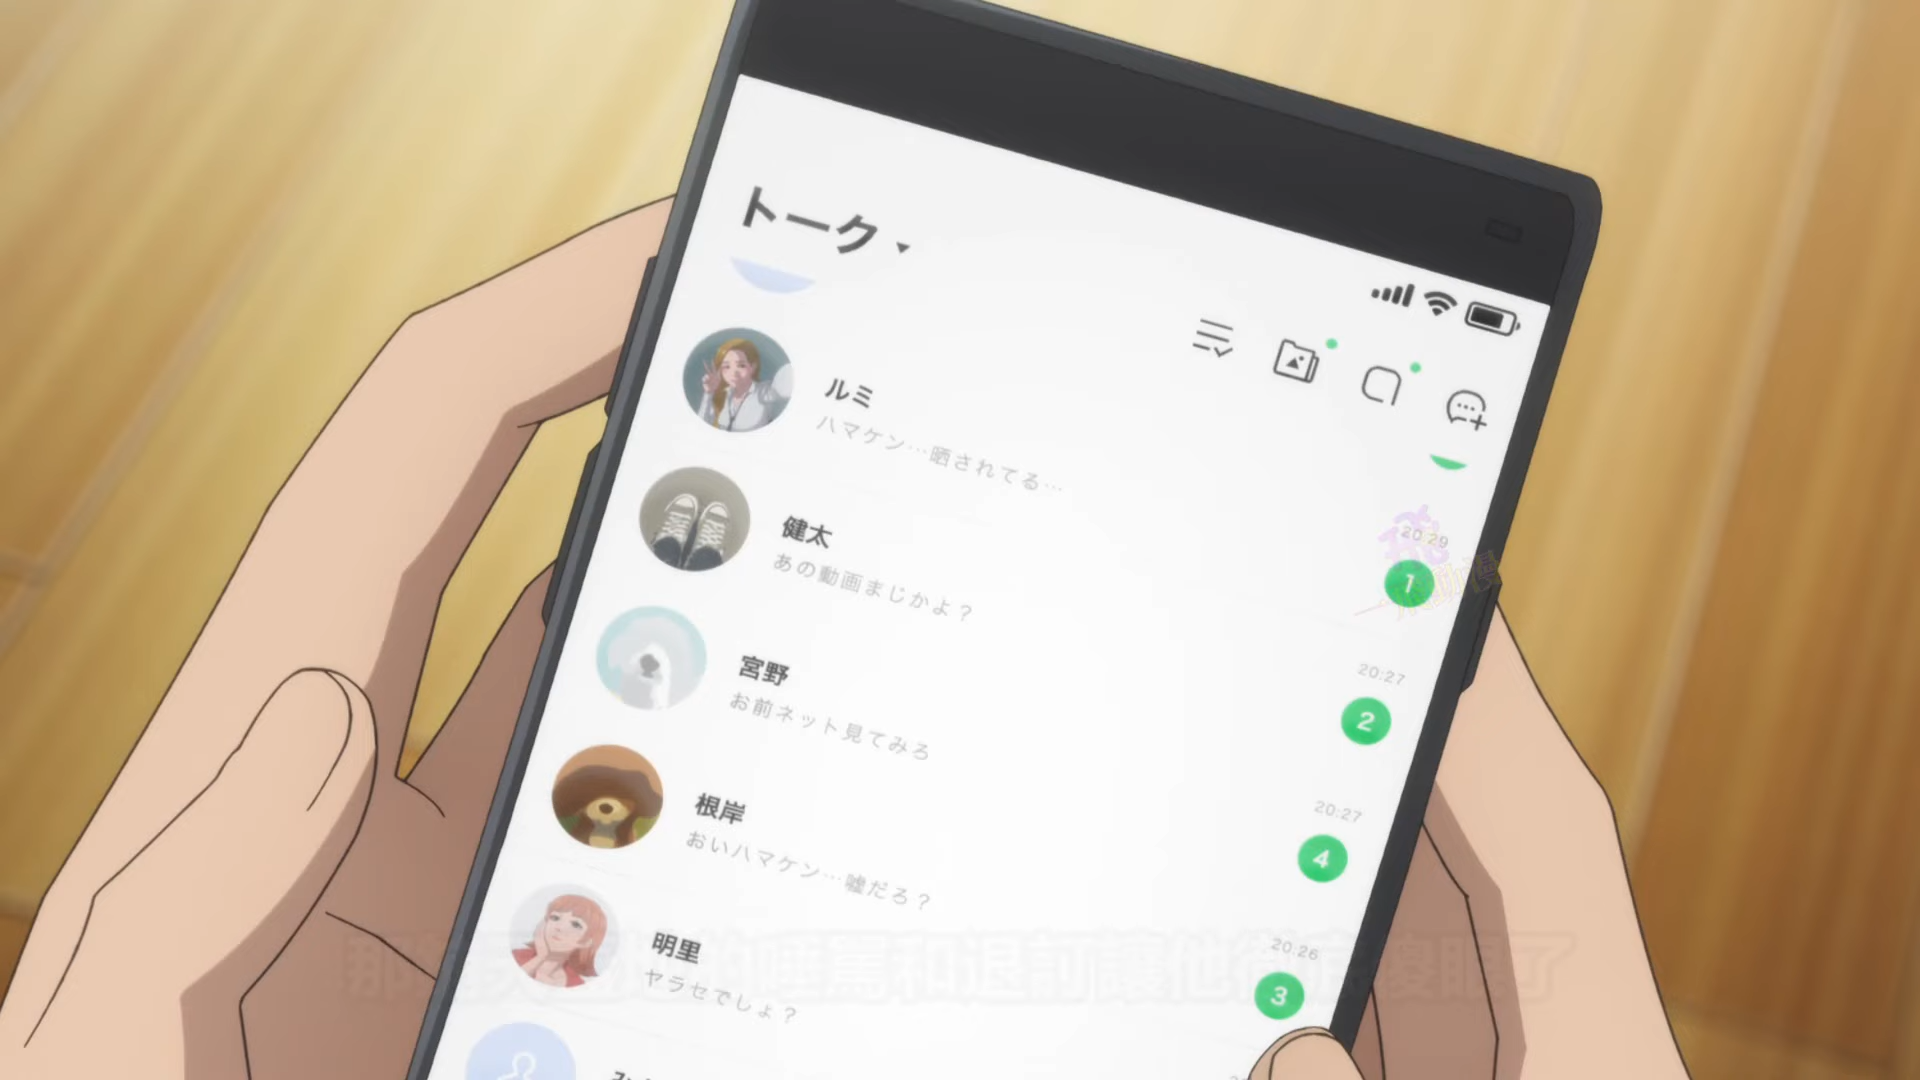 トーク
ルミ
ハマケン…晒されてる…
20:29
1
健太
あの動画まじかよ？
20:27
2
宮野
お前ネット見てみろ
20:27
4
根岸
おいハマケン…嘘だろ？
20:26
3
明里
ヤラセでしょ？